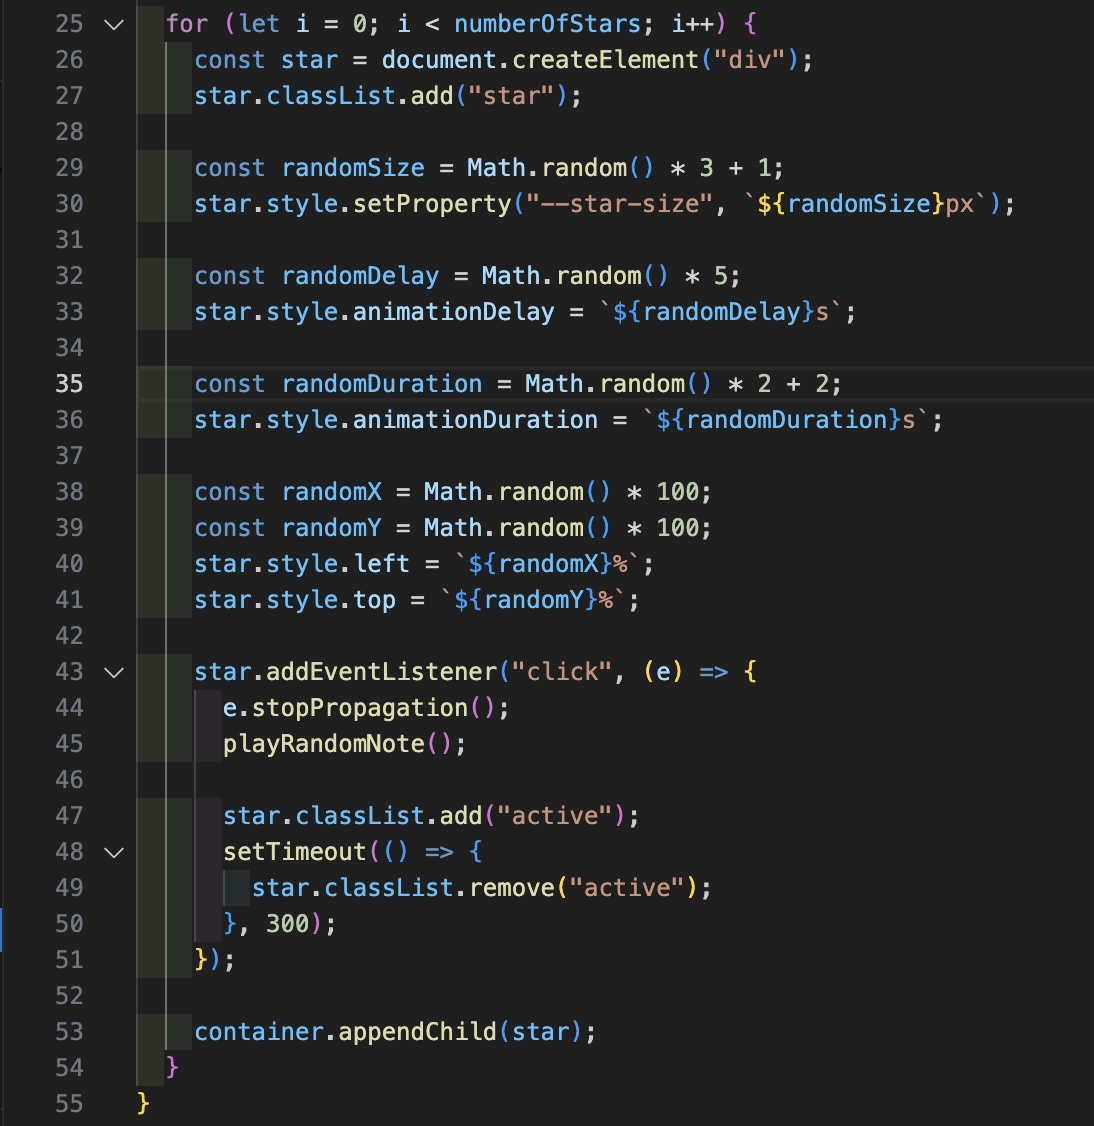 25 for (let i = 0; i < numberOfStars; i++) {
26 const star = document.createElement("div");
27 star.classList.add("star");
28
29 const randomSize = Math.random() * 3 + 1;
30 star.style.setProperty("--star-size", `${randomSize}px`);
31
32 const randomDelay = Math.random() * 5;
33 star.style.animationDelay = `${randomDelay}s`;
34
35 const randomDuration = Math.random() * 2 + 2;
36 star.style.animationDuration = `${randomDuration}s`;
37
38 const randomX = Math.random() * 100;
39 const randomY = Math.random() * 100;
40 star.style.left = `${randomX}%`;
41 star.style.top = `${randomY}%`;
42
43 star.addEventListener("click", (e) => {
44 e.stopPropagation();
45 playRandomNote();
46
47 star.classList.add("active");
48 setTimeout(() => {
49 star.classList.remove("active");
50 }, 300);
51 });
52
53 container.appendChild(star);
54 }
55 }